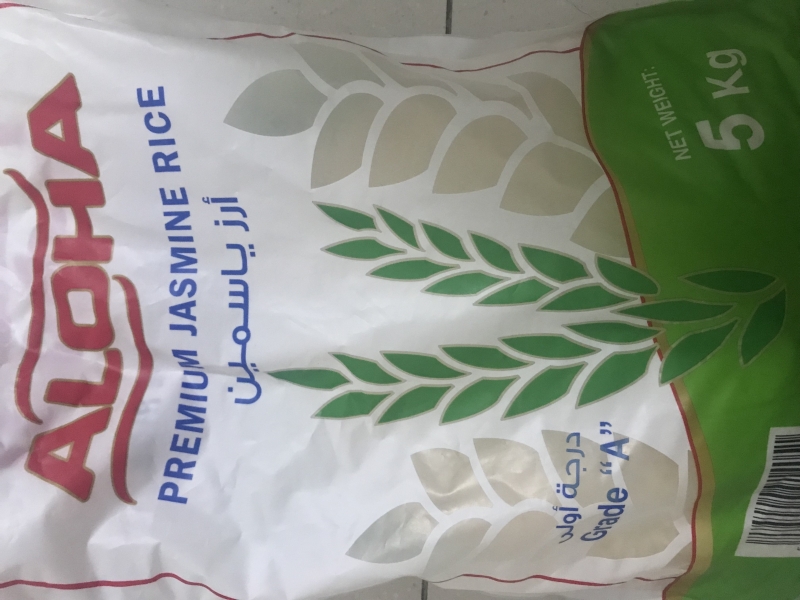 ALOHA
PREMIUM JASMINE RICE
أرز ياسمين
درجة أولى
Grade “A”
NET WEIGHT:
5 Kg